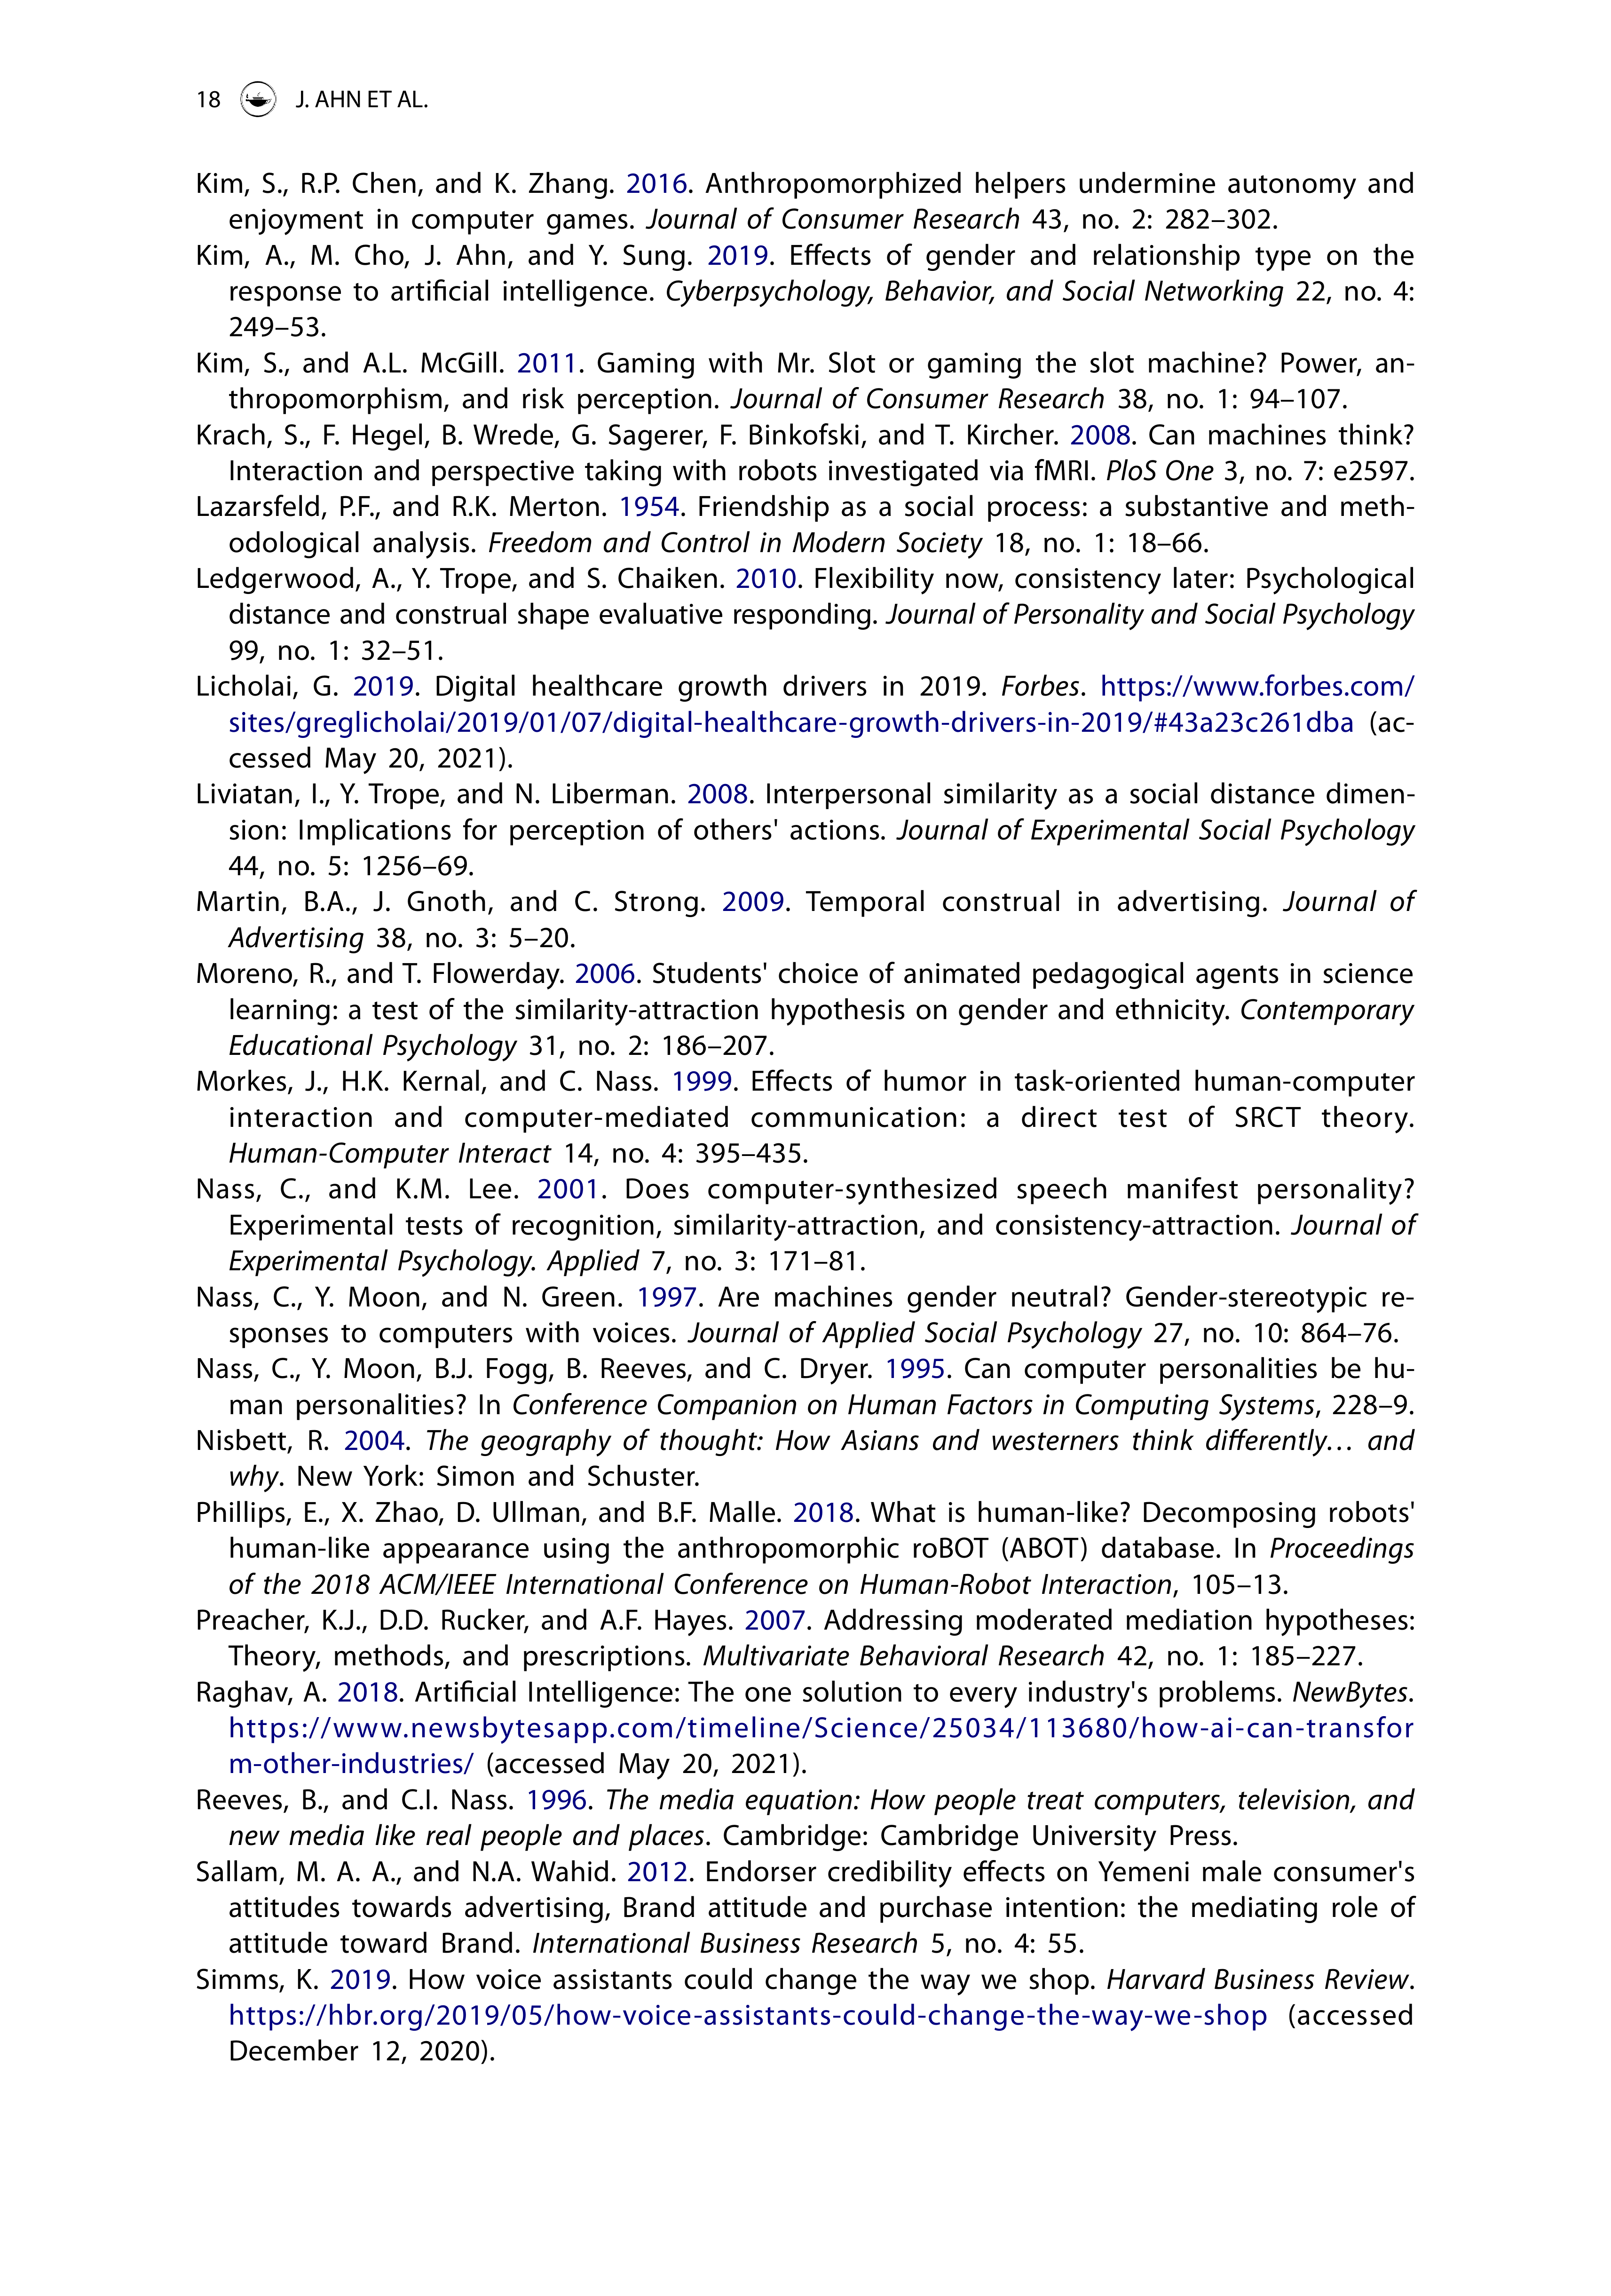 18 J. AHN ET AL.
Kim, S., R.P. Chen, and K. Zhang. 2016. Anthropomorphized helpers undermine autonomy and
enjoyment in computer games. Journal of Consumer Research 43, no. 2: 282–302.
Kim, A., M. Cho, J. Ahn, and Y. Sung. 2019. Effects of gender and relationship type on the
response to artificial intelligence. Cyberpsychology, Behavior, and Social Networking 22, no. 4:
249–53.
Kim, S., and A.L. McGill. 2011. Gaming with Mr. Slot or gaming the slot machine? Power, an-
thropomorphism, and risk perception. Journal of Consumer Research 38, no. 1: 94–107.
Krach, S., F. Hegel, B. Wrede, G. Sagerer, F. Binkofski, and T. Kircher. 2008. Can machines think?
Interaction and perspective taking with robots investigated via fMRI. PloS One 3, no. 7: e2597.
Lazarsfeld, P.F., and R.K. Merton. 1954. Friendship as a social process: a substantive and meth-
odological analysis. Freedom and Control in Modern Society 18, no. 1: 18–66.
Ledgerwood, A., Y. Trope, and S. Chaiken. 2010. Flexibility now, consistency later: Psychological
distance and construal shape evaluative responding. Journal of Personality and Social Psychology
99, no. 1: 32–51.
Licholai, G. 2019. Digital healthcare growth drivers in 2019. Forbes. https://www.forbes.com/
sites/greglicholai/2019/01/07/digital-healthcare-growth-drivers-in-2019/#43a23c261dba (ac-
cessed May 20, 2021).
Liviatan, I., Y. Trope, and N. Liberman. 2008. Interpersonal similarity as a social distance dimen-
sion: Implications for perception of others' actions. Journal of Experimental Social Psychology
44, no. 5: 1256–69.
Martin, B.A., J. Gnoth, and C. Strong. 2009. Temporal construal in advertising. Journal of
Advertising 38, no. 3: 5–20.
Moreno, R., and T. Flowerday. 2006. Students' choice of animated pedagogical agents in science
learning: a test of the similarity-attraction hypothesis on gender and ethnicity. Contemporary
Educational Psychology 31, no. 2: 186–207.
Morkes, J., H.K. Kernal, and C. Nass. 1999. Effects of humor in task-oriented human-computer
interaction and computer-mediated communication: a direct test of SRCT theory.
Human-Computer Interact 14, no. 4: 395–435.
Nass, C., and K.M. Lee. 2001. Does computer-synthesized speech manifest personality?
Experimental tests of recognition, similarity-attraction, and consistency-attraction. Journal of
Experimental Psychology. Applied 7, no. 3: 171–81.
Nass, C., Y. Moon, and N. Green. 1997. Are machines gender neutral? Gender-stereotypic re-
sponses to computers with voices. Journal of Applied Social Psychology 27, no. 10: 864–76.
Nass, C., Y. Moon, B.J. Fogg, B. Reeves, and C. Dryer. 1995. Can computer personalities be hu-
man personalities? In Conference Companion on Human Factors in Computing Systems, 228–9.
Nisbett, R. 2004. The geography of thought: How Asians and westerners think differently… and
why. New York: Simon and Schuster.
Phillips, E., X. Zhao, D. Ullman, and B.F. Malle. 2018. What is human-like? Decomposing robots'
human-like appearance using the anthropomorphic roBOT (ABOT) database. In Proceedings
of the 2018 ACM/IEEE International Conference on Human-Robot Interaction, 105–13.
Preacher, K.J., D.D. Rucker, and A.F. Hayes. 2007. Addressing moderated mediation hypotheses:
Theory, methods, and prescriptions. Multivariate Behavioral Research 42, no. 1: 185–227.
Raghav, A. 2018. Artificial Intelligence: The one solution to every industry's problems. NewBytes.
https://www.newsbytesapp.com/timeline/Science/25034/113680/how-ai-can-transfor
m-other-industries/ (accessed May 20, 2021).
Reeves, B., and C.I. Nass. 1996. The media equation: How people treat computers, television, and
new media like real people and places. Cambridge: Cambridge University Press.
Sallam, M. A. A., and N.A. Wahid. 2012. Endorser credibility effects on Yemeni male consumer's
attitudes towards advertising, Brand attitude and purchase intention: the mediating role of
attitude toward Brand. International Business Research 5, no. 4: 55.
Simms, K. 2019. How voice assistants could change the way we shop. Harvard Business Review.
https://hbr.org/2019/05/how-voice-assistants-could-change-the-way-we-shop (accessed
December 12, 2020).